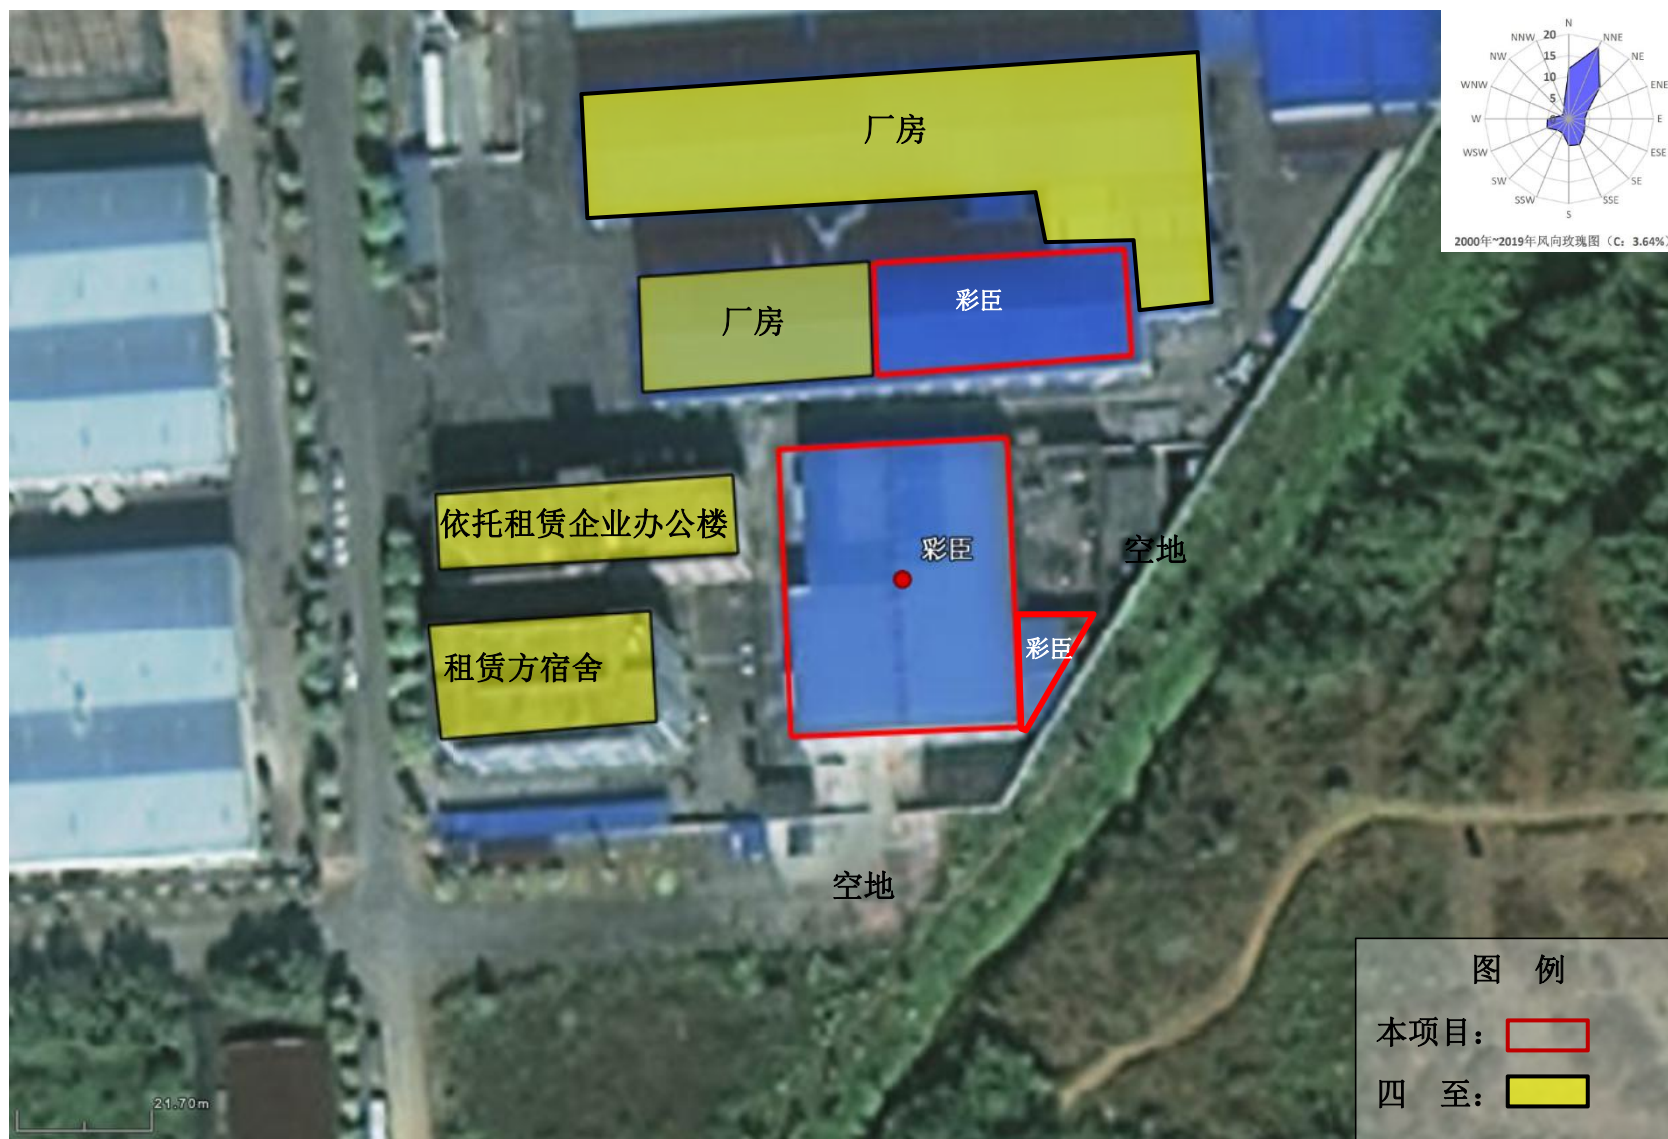 N
NNW
20
NNE
NW
15
NE
10
WNW
ENE
5
W
E
WSW
ESE
SW
SE
SSW
SSE
S
2000年~2019年风向玫瑰图（C：3.64%）
厂房
彩臣
厂房
依托租赁企业办公楼
彩臣
空地
彩臣
租赁方宿舍
空地
图 例
本项目：
四 至：
21.70m